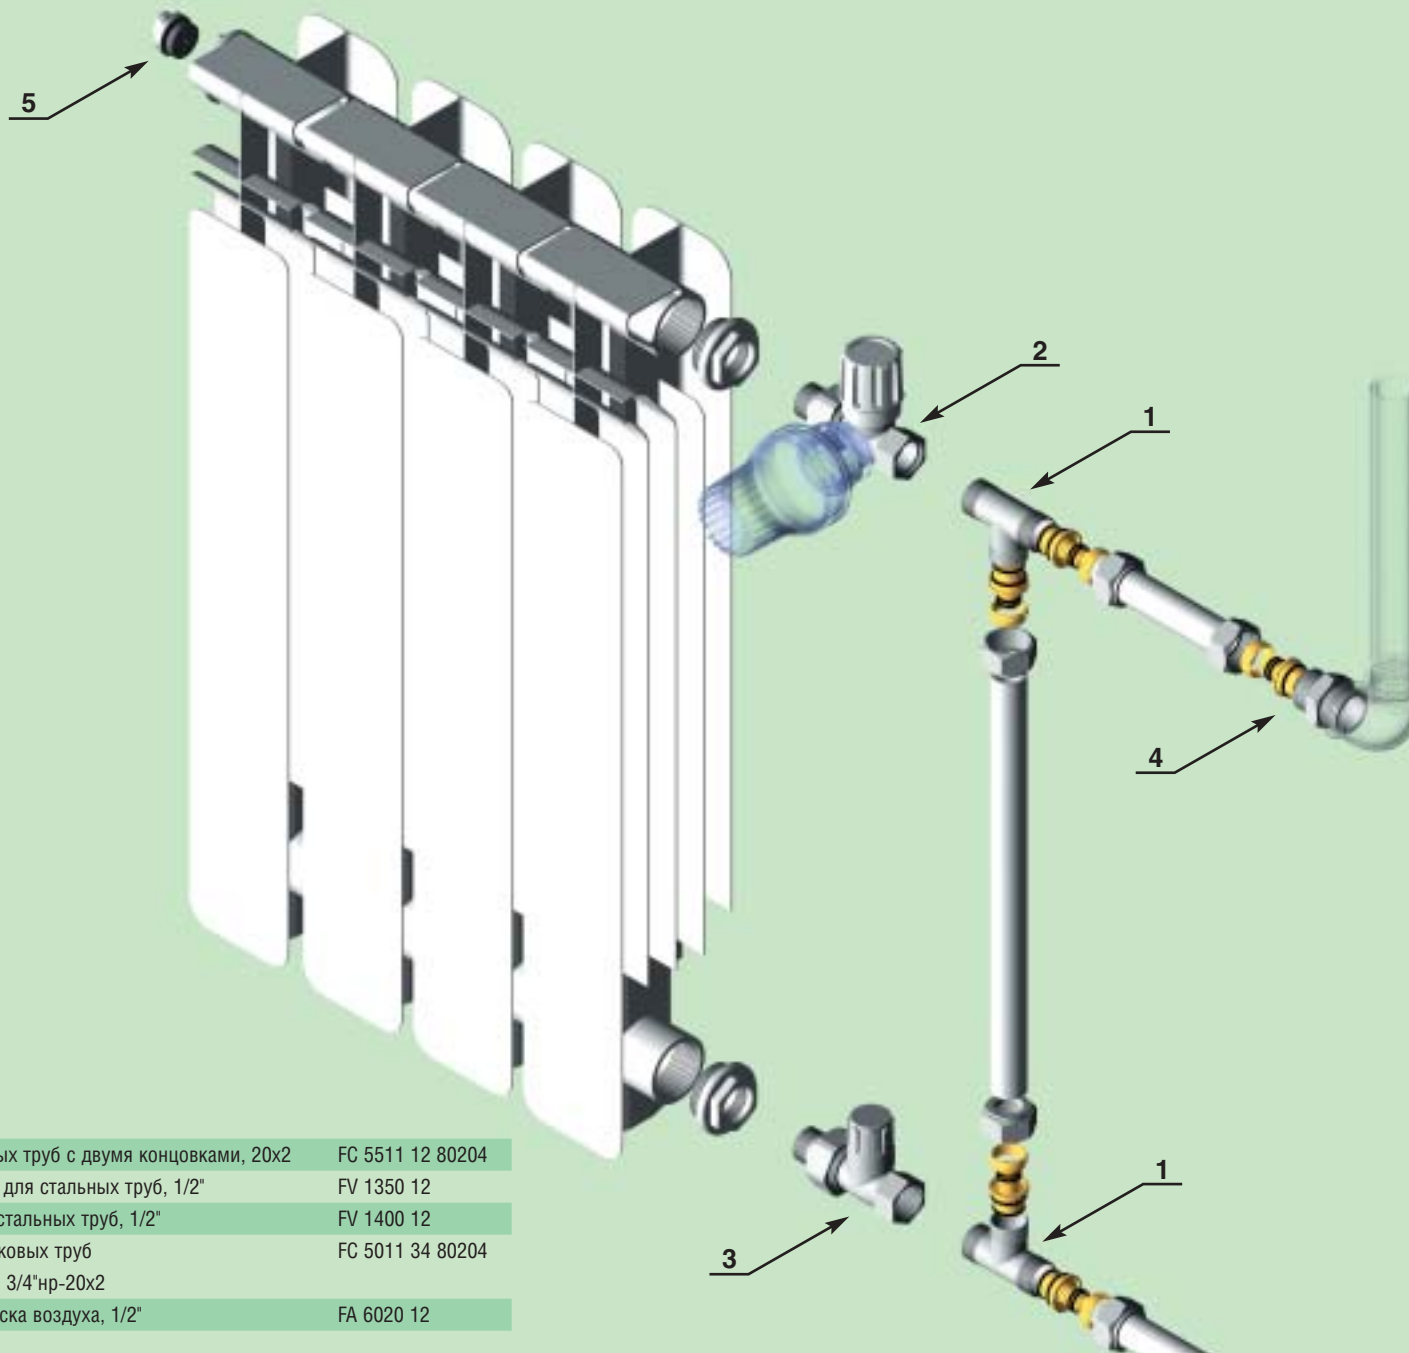 5
2
1
4
ых труб с двумя концовками, 20x2 FC 5511 12 80204
для стальных труб, 1/2" FV 1350 12
стальных труб, 1/2" FV 1400 12
ковых труб FC 5011 34 80204
3/4"нр-20x2
ска воздуха, 1/2" FA 6020 12
3
1